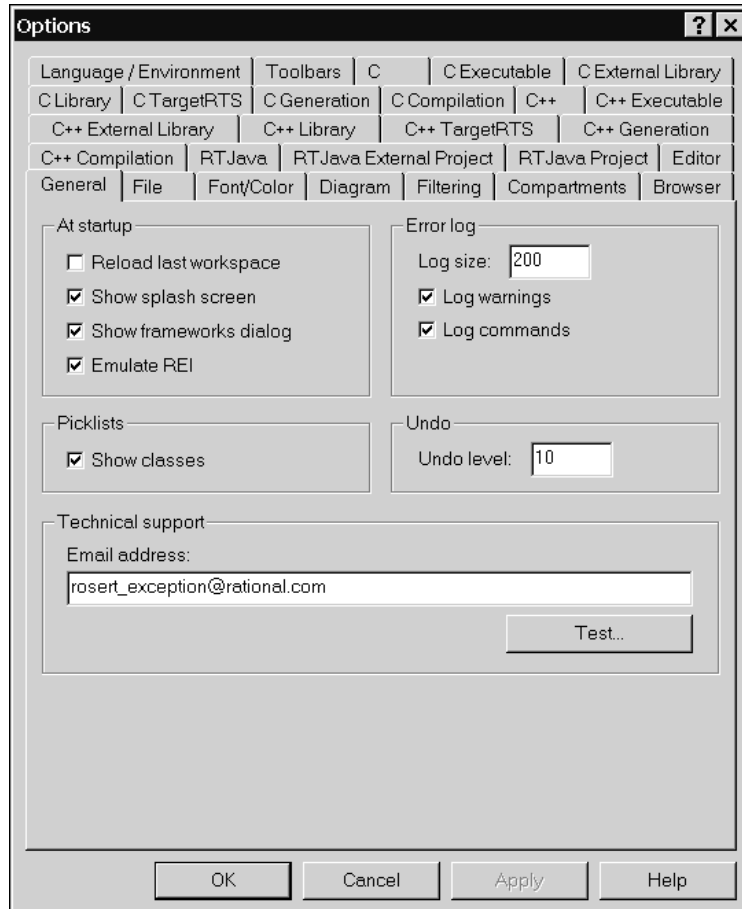 Options
Language / Environment Toolbars C C Executable C External Library
C Library C TargetRTS C Generation C Compilation C++ C++ Executable
C++ External Library C++ Library C++ TargetRTS C++ Generation
C++ Compilation RTJava RTJava External Project RTJava Project Editor
General File Font/Color Diagram Filtering Compartments Browser
At startup
Reload last workspace
Show splash screen
Show frameworks dialog
Emulate REI
Error log
Log size: 200
Log warnings
Log commands
Picklists
Show classes
Undo
Undo level: 10
Technical support
Email address:
rosert_exception@rational.com
Test...
OK Cancel Apply Help